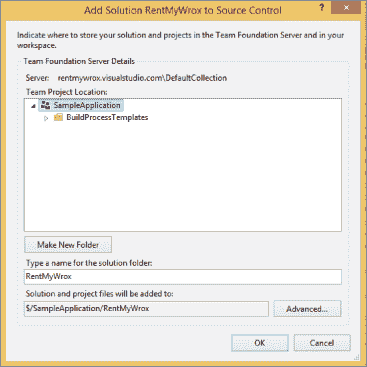 Add Solution RentMyWrox to Source Control
Indicate where to store your solution and projects in the Team Foundation Server and in your
workspace.
Team Foundation Server Details
Server: rentmywrox.visualstudio.com\DefaultCollection
Team Project Location:
SampleApplication
BuildProcessTemplates
Make New Folder
Type a name for the solution folder:
RentMyWrox
Solution and project files will be added to:
$/SampleApplication/RentMyWrox
Advanced...
OK
Cancel